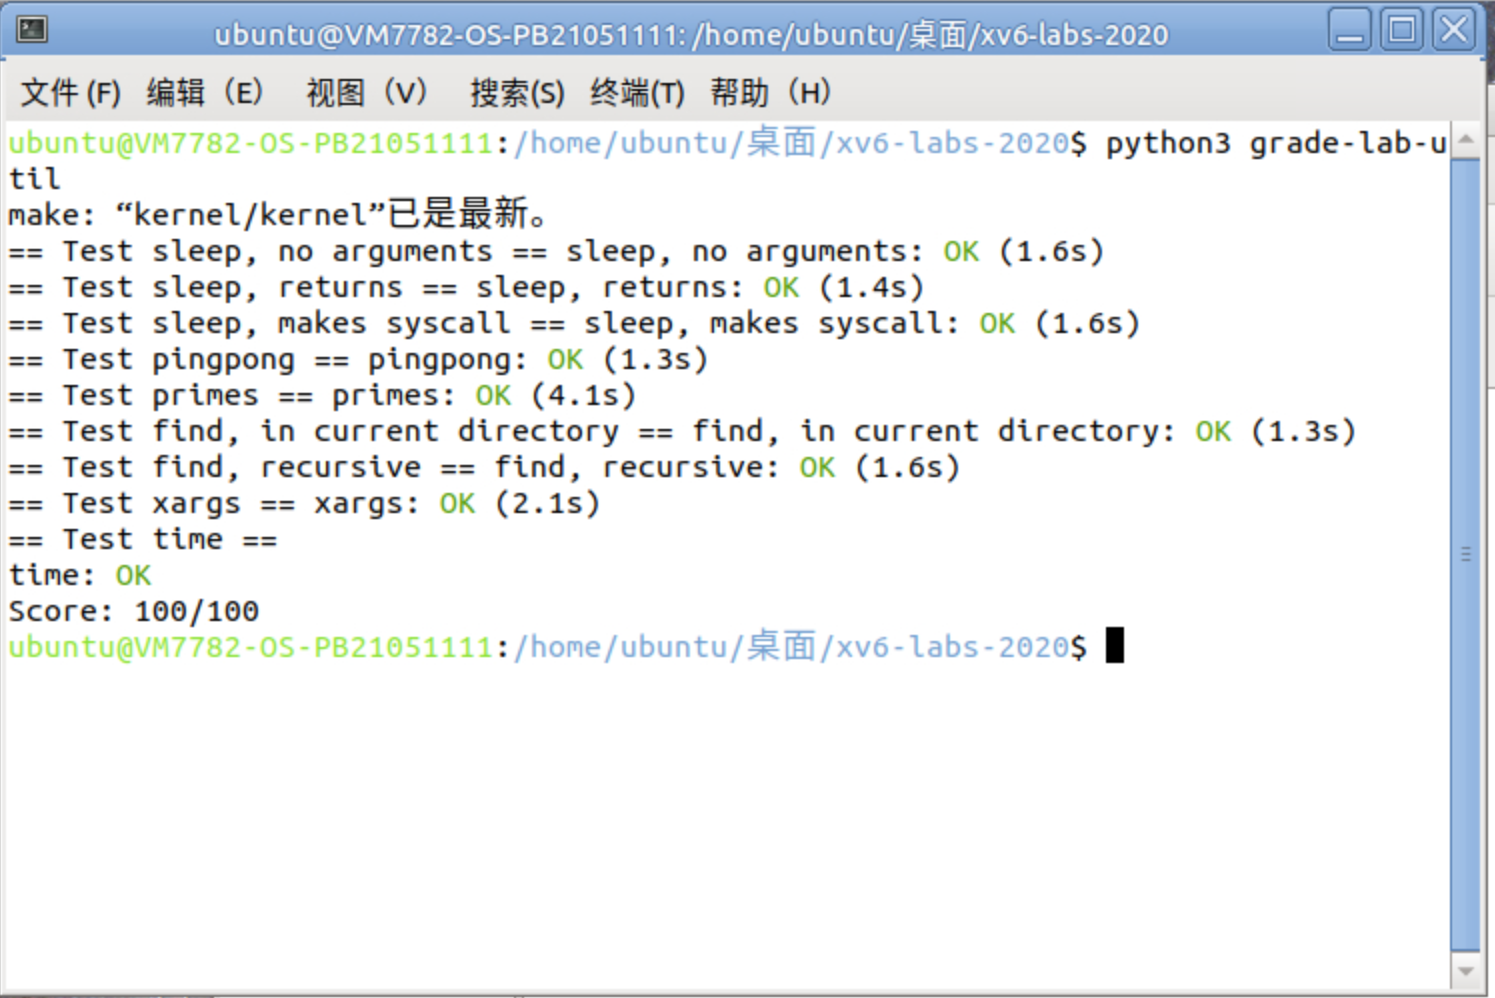 ubuntu@VM7782-OS-PB21051111: /home/ubuntu/桌面/xv6-labs-2020
文件 (F) 编辑（E） 视图（V） 搜索(S) 终端(T) 帮助（H）
ubuntu@VM7782-OS-PB21051111:/home/ubuntu/桌面/xv6-labs-2020$ python3 grade-lab-u
til
make: “kernel/kernel”已是最新。
== Test sleep, no arguments == sleep, no arguments: OK (1.6s)
== Test sleep, returns == sleep, returns: OK (1.4s)
== Test sleep, makes syscall == sleep, makes syscall: OK (1.6s)
== Test pingpong == pingpong: OK (1.3s)
== Test primes == primes: OK (4.1s)
== Test find, in current directory == find, in current directory: OK (1.3s)
== Test find, recursive == find, recursive: OK (1.6s)
== Test xargs == xargs: OK (2.1s)
== Test time ==
time: OK
Score: 100/100
ubuntu@VM7782-OS-PB21051111:/home/ubuntu/桌面/xv6-labs-2020$